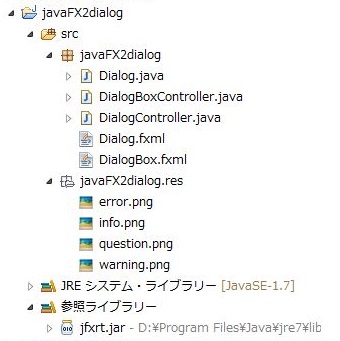 javaFX2dialog
src
javaFX2dialog
Dialog.java
DialogBoxController.java
DialogController.java
Dialog.fxml
DialogBox.fxml
javaFX2dialog.res
error.png
info.png
question.png
warning.png
JRE システム・ライブラリー [JavaSE-1.7]
参照ライブラリー
jfxrt.jar - D:¥Program Files¥Java¥jre7¥lib